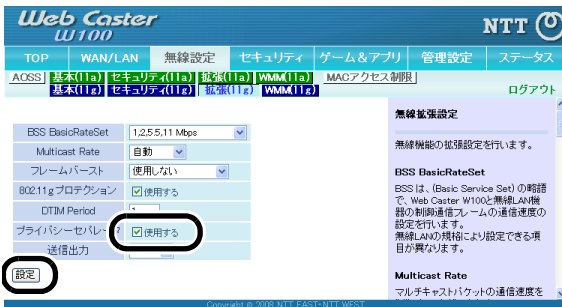 Web Caster
W100
NTT
TOP WAN/LAN 無線設定 セキュリティ ゲーム＆アプリ 管理設定 ステータス
AOSS 基本(11a) セキュリティ(11a) 拡張(11a) WMM(11a) MACアクセス制限
基本(11g) セキュリティ(11g) 拡張(11g) WMM(11g)
ログアウト
BSS BasicRateSet 1,2,5.5,11 Mbps
Multicast Rate 自動
フレームバースト 使用しない
802.11gプロテクション 使用する
DTIM Period
プライバシーセパレータ 使用する
送信出力
設定
無線拡張設定
無線機能の拡張設定を行います。
BSS BasicRateSet
BSSは、(Basic Service Set) の略語
で、Web Caster W100と無線LAN機
器の制御通信フレームの通信速度の
設定を行います。
無線LANの規格により設定できる項
目が異なります。
Multicast Rate
マルチキャストパケットの通信速度を
Copyright © 2008 NTT EAST・NTT WEST